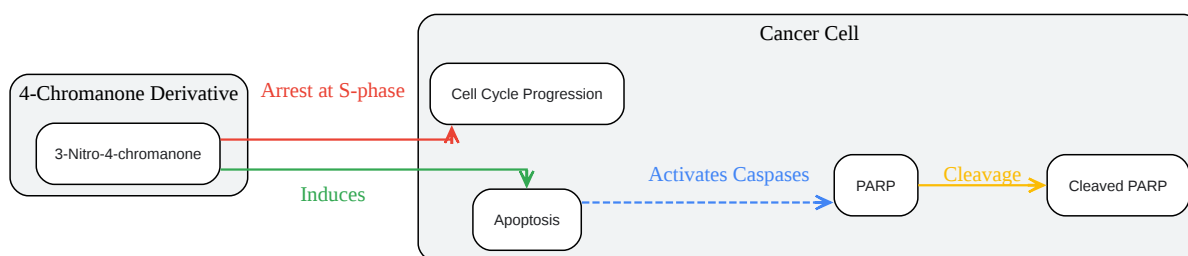 Cancer Cell
4-Chromanone Derivative
Arrest at S-phase
Cell Cycle Progression
3-Nitro-4-chromanone
Induces
Apoptosis
Activates Caspases
PARP
Cleavage
Cleaved PARP